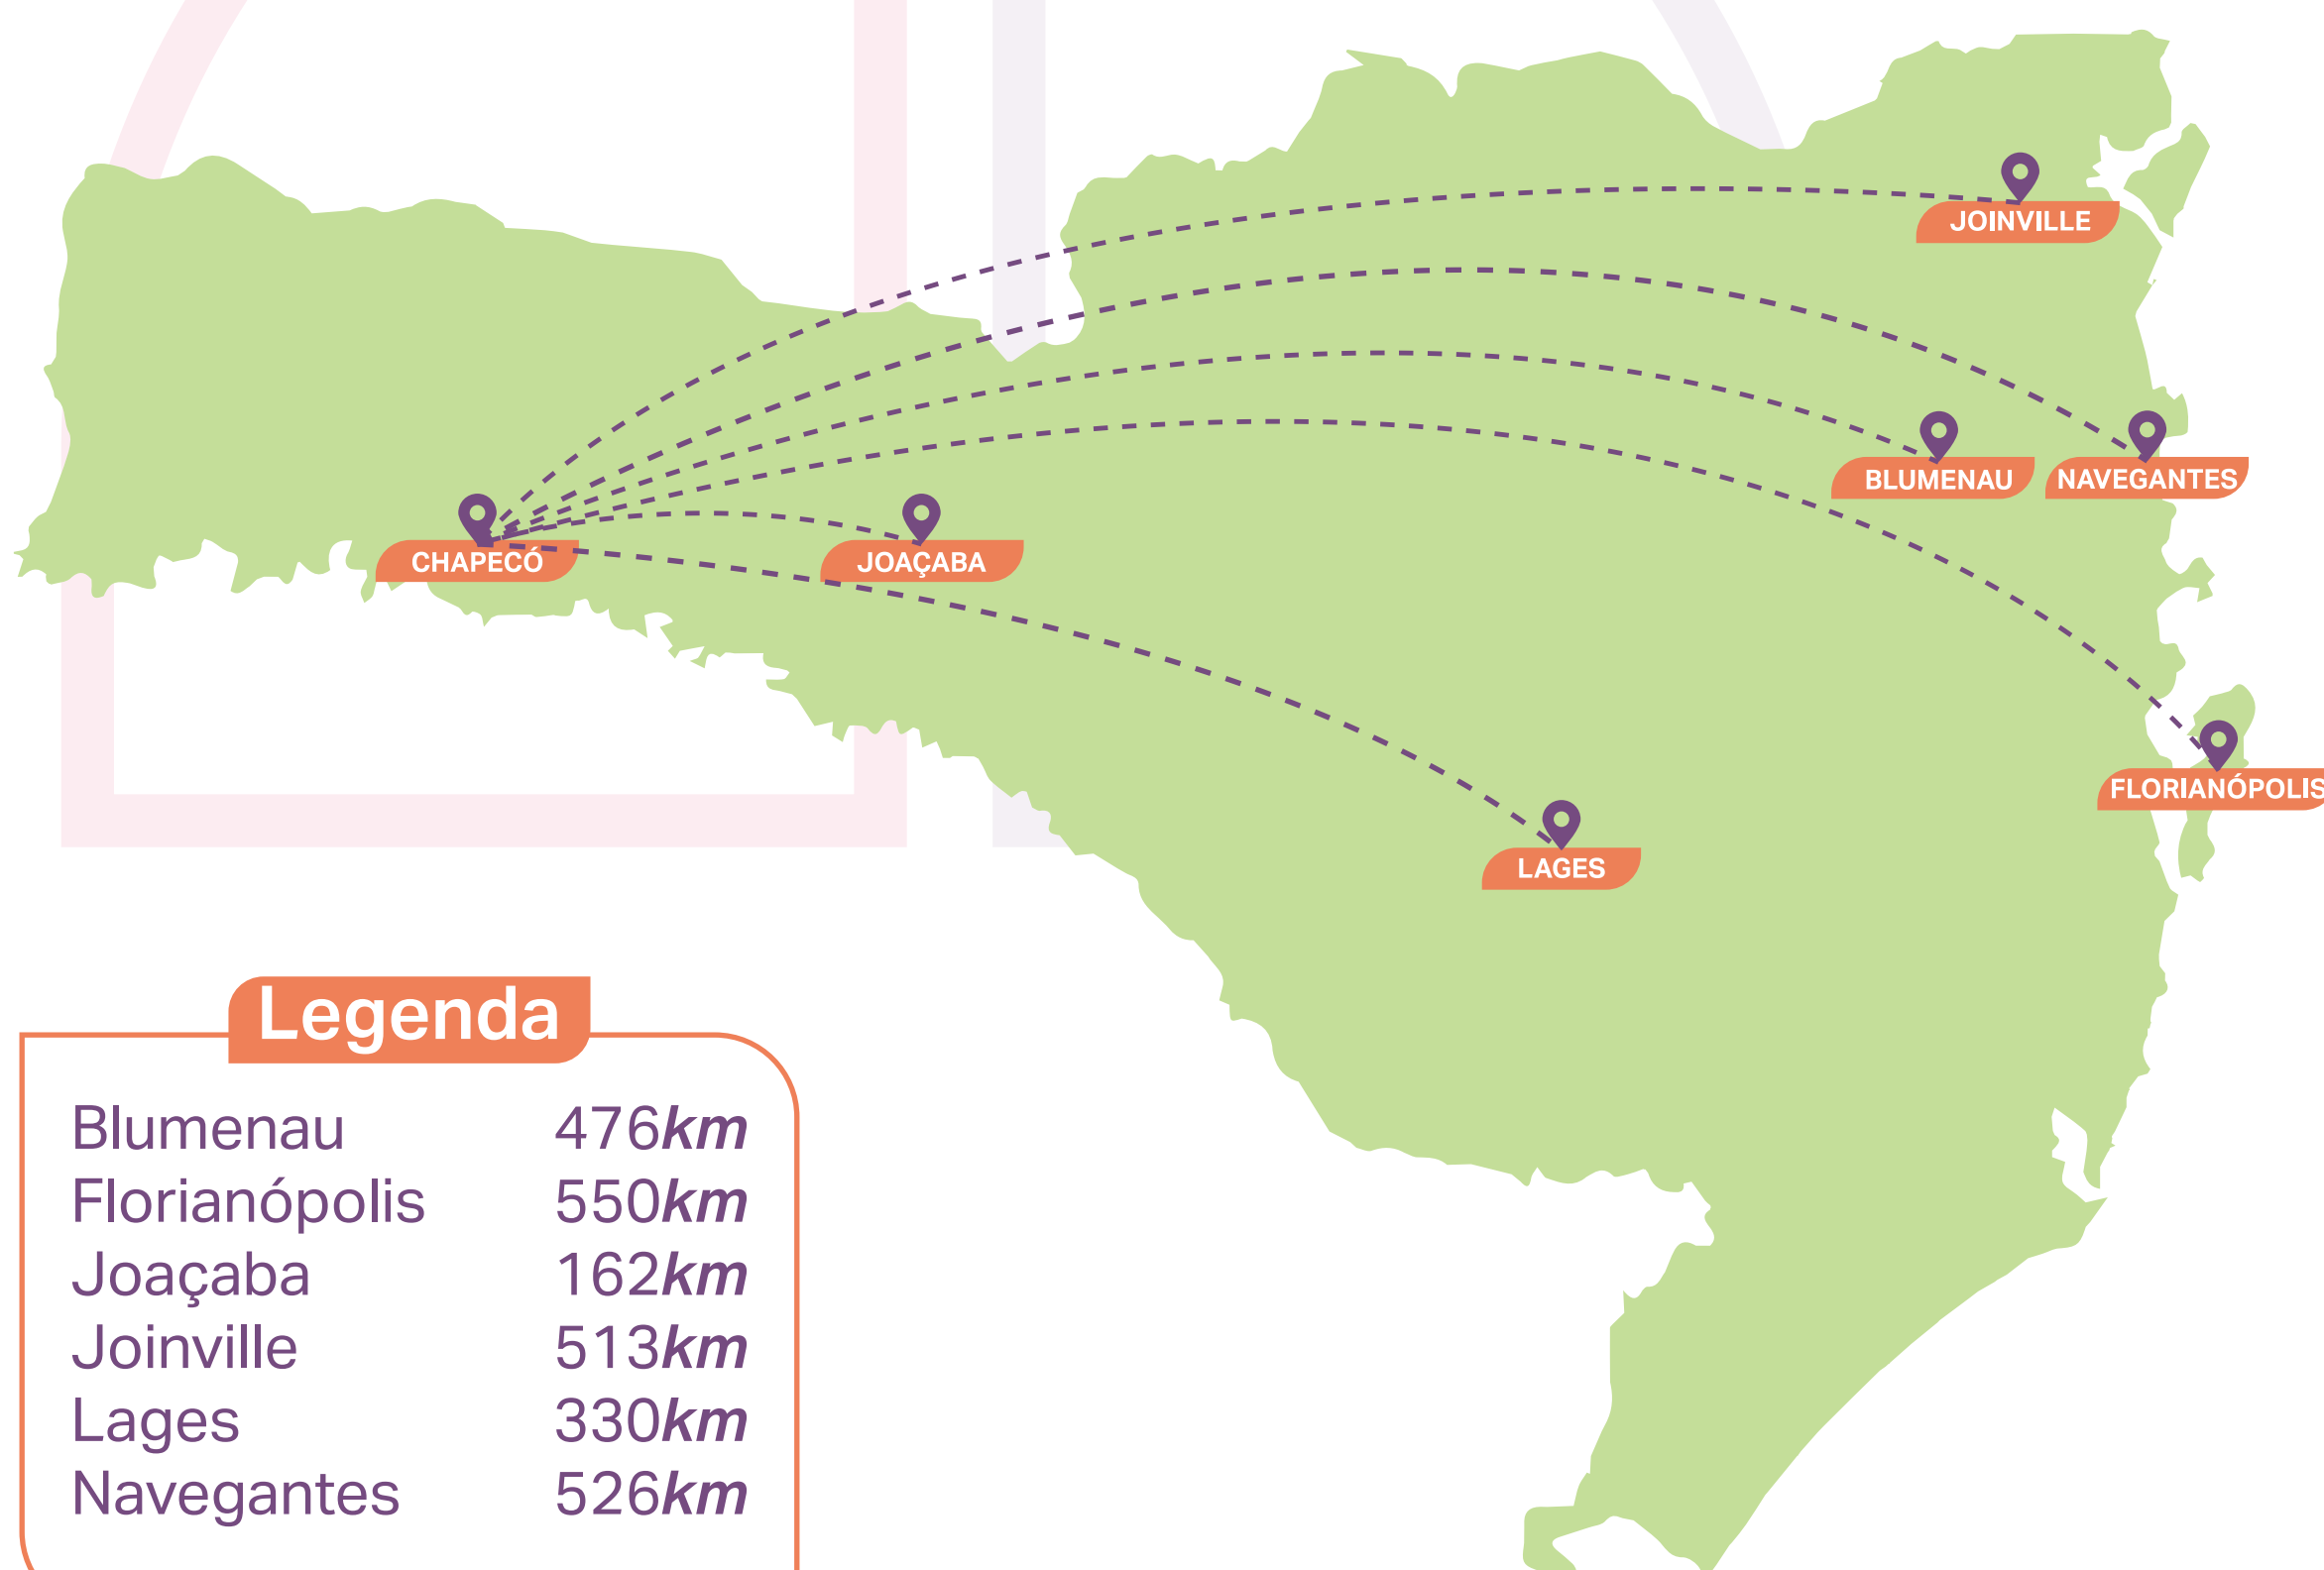 JOINVILLE
BLUMENAU
NAVEGANTES
CHAPECÓ
JOAÇABA
FLORIANÓPOLIS
LAGES
Legenda
Blumenau 476km
Florianópolis 550km
Joaçaba 162km
Joinville 513km
Lages 330km
Navegantes 526km